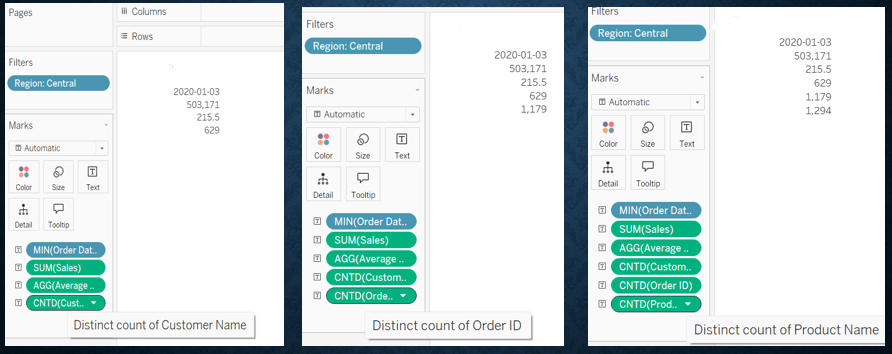 Pages
Columns
Rows
Filters
Region: Central
Marks
Automatic
Color
Size
Text
Detail
Tooltip
MIN(Order Dat..
SUM(Sales)
AGG(Average ..
CNTD(Cust..
2020-01-03
503,171
215.5
629
Distinct count of Customer Name
Filters
Region: Central
Marks
Automatic
Color
Size
Text
Detail
Tooltip
MIN(Order Dat..
SUM(Sales)
AGG(Average ..
CNTD(Custom..
CNTD(Orde..
2020-01-03
503,171
215.5
629
1,179
Distinct count of Order ID
Filters
Region: Central
Marks
Automatic
Color
Size
Text
Detail
Tooltip
MIN(Order Dat..
SUM(Sales)
AGG(Average ..
CNTD(Custom..
CNTD(Order ID)
CNTD(Prod..
2020-01-03
503,171
215.5
629
1,179
1,294
Distinct count of Product Name